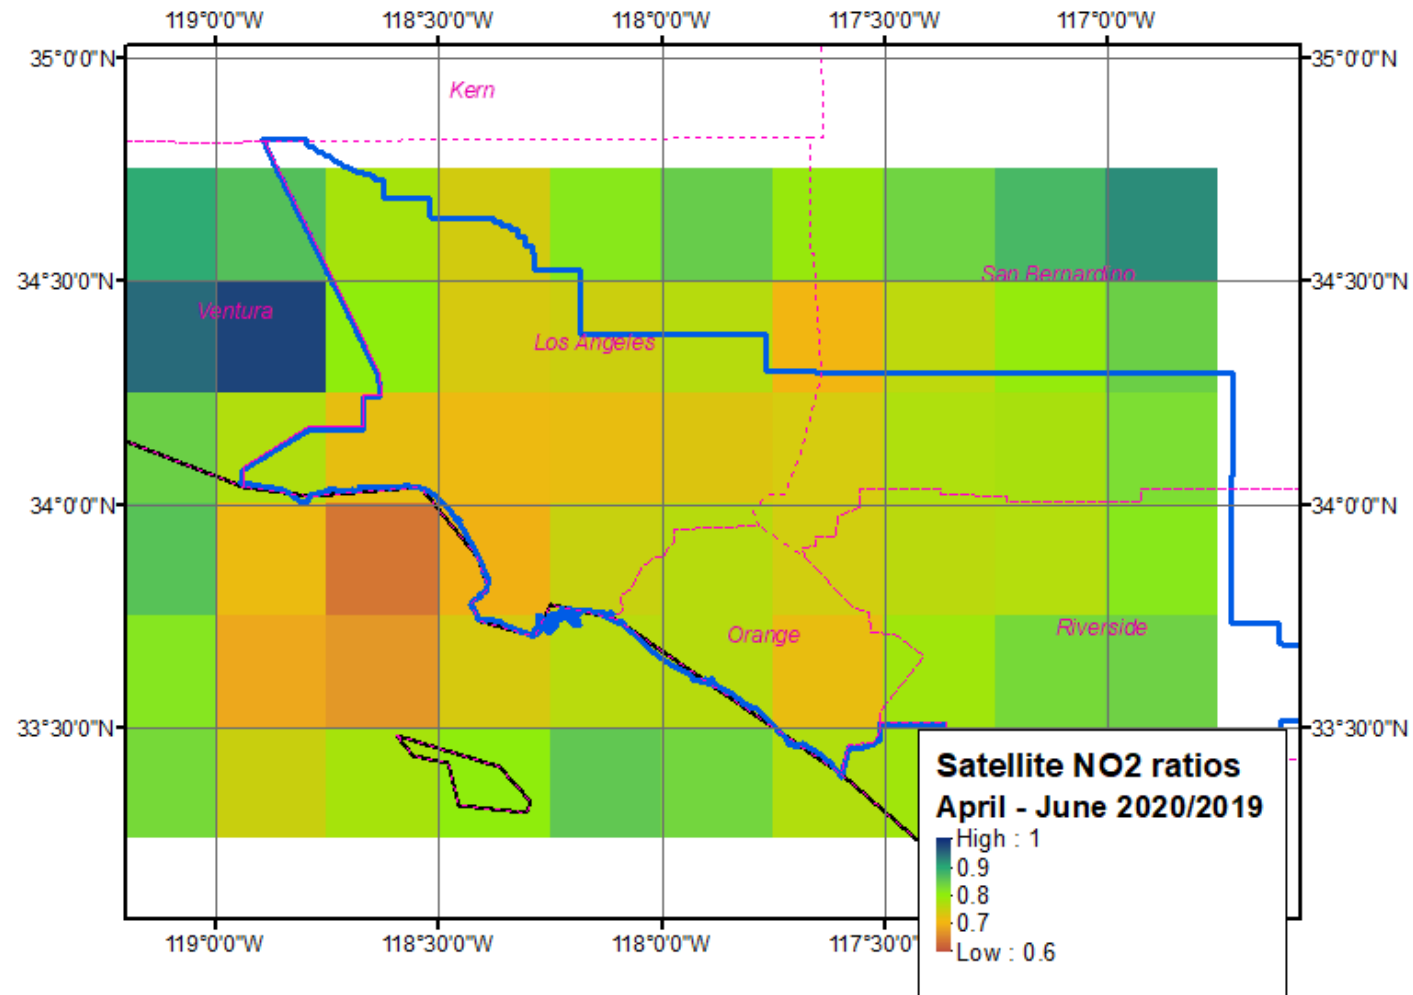 119°0'0"W 118°30'0"W 118°0'0"W 117°30'0"W 117°0'0"W
35°0'0"N 35°0'0"N
Kern
34°30'0"N 34°30'0"N
San Bernardino
Ventura
Los Angeles
34°0'0"N 34°0'0"N
Orange
Riverside
33°30'0"N 33°30'0"N
Satellite NO2 ratios
April - June 2020/2019
High : 1
0.9
0.8
0.7
Low : 0.6
119°0'0"W 118°30'0"W 118°0'0"W 117°30'0"